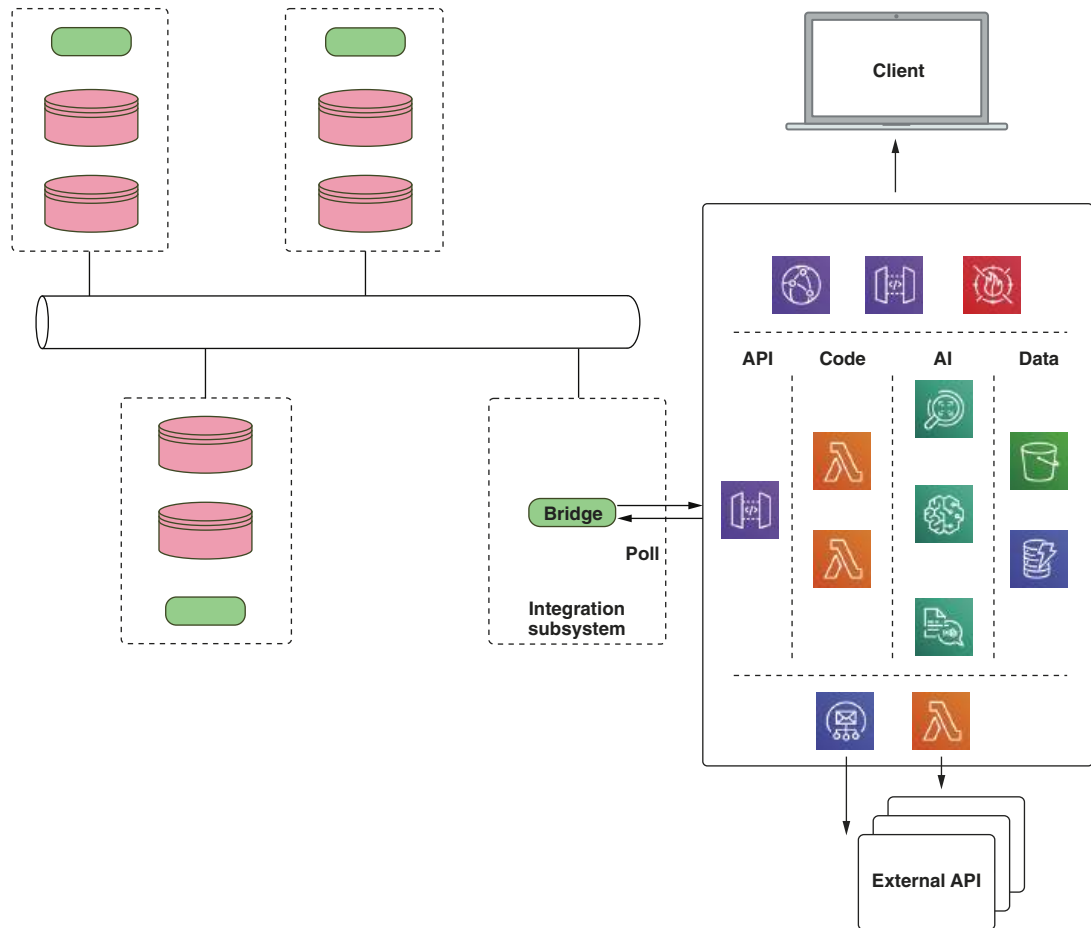 Client
API
Code
AI
Data
Bridge
Poll
Integration
subsystem
External API